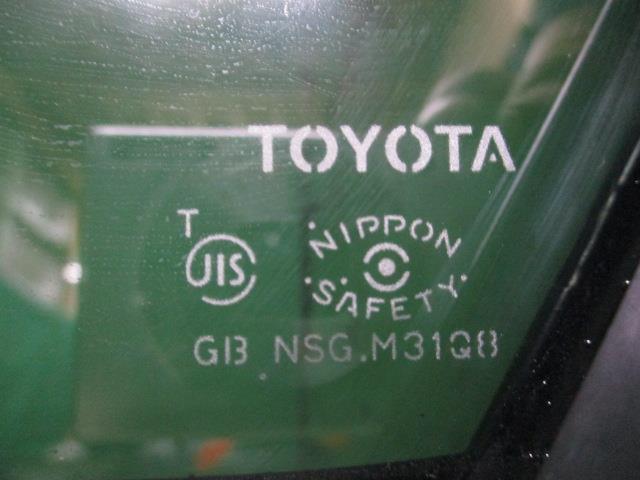 TOYOTA
T
JIS
NIPPON
SAFETY
GB NSG.M31Q8